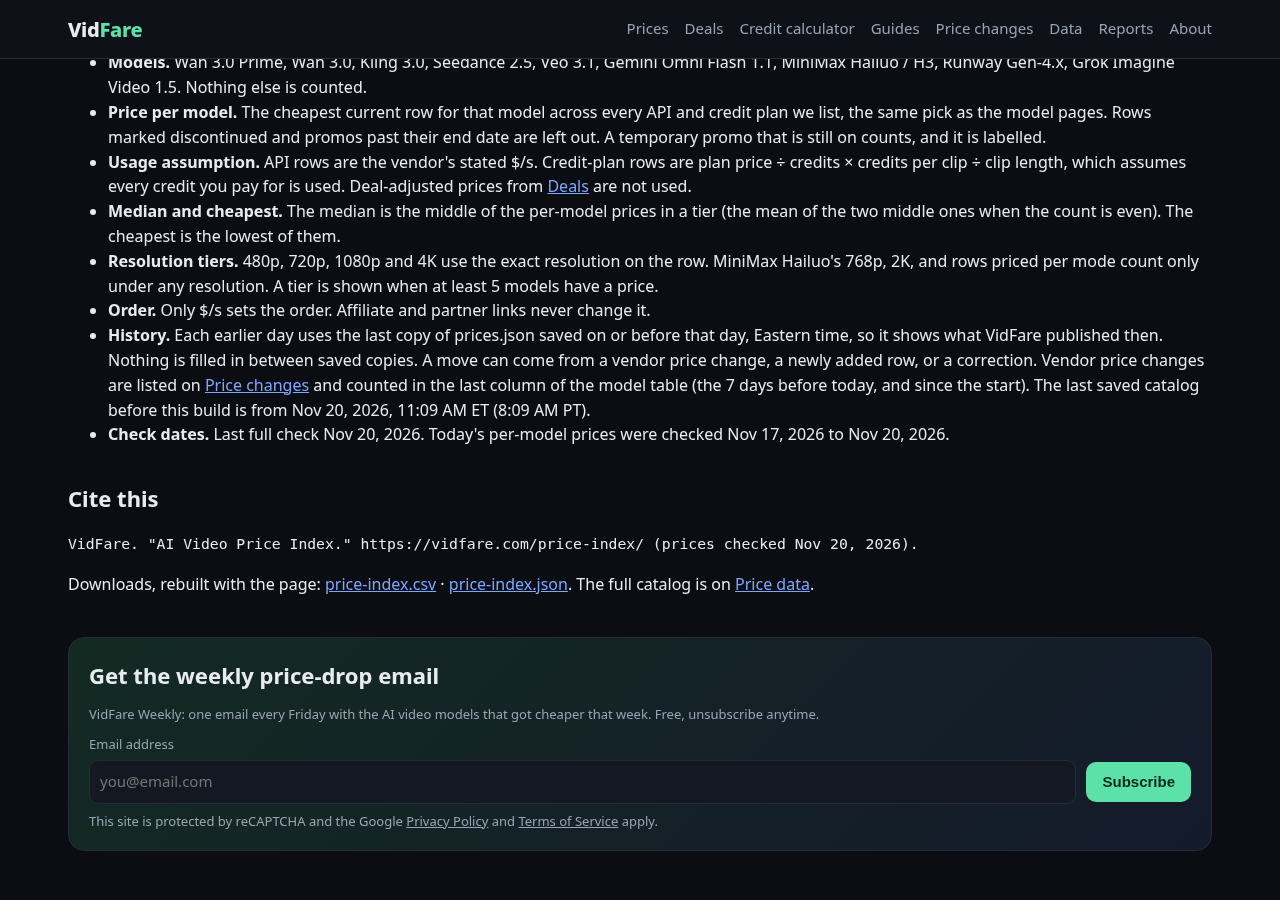 VidFare
Prices Deals Credit calculator Guides Price changes Data Reports About
Models. Wan 3.0 Prime, Wan 3.0, Kling 3.0, Seedance 2.5, Veo 3.1, Gemini Omni Flash 1.1, MiniMax Hailuo / H3, Runway Gen-4.x, Grok Imagine
Video 1.5. Nothing else is counted.
Price per model. The cheapest current row for that model across every API and credit plan we list, the same pick as the model pages. Rows
marked discontinued and promos past their end date are left out. A temporary promo that is still on counts, and it is labelled.
Usage assumption. API rows are the vendor's stated $/s. Credit-plan rows are plan price ÷ credits × credits per clip ÷ clip length, which assumes
every credit you pay for is used. Deal-adjusted prices from Deals are not used.
Median and cheapest. The median is the middle of the per-model prices in a tier (the mean of the two middle ones when the count is even). The
cheapest is the lowest of them.
Resolution tiers. 480p, 720p, 1080p and 4K use the exact resolution on the row. MiniMax Hailuo's 768p, 2K, and rows priced per mode count only
under any resolution. A tier is shown when at least 5 models have a price.
Order. Only $/s sets the order. Affiliate and partner links never change it.
History. Each earlier day uses the last copy of prices.json saved on or before that day, Eastern time, so it shows what VidFare published then.
Nothing is filled in between saved copies. A move can come from a vendor price change, a newly added row, or a correction. Vendor price changes
are listed on Price changes and counted in the last column of the model table (the 7 days before today, and since the start). The last saved catalog
before this build is from Nov 20, 2026, 11:09 AM ET (8:09 AM PT).
Check dates. Last full check Nov 20, 2026. Today's per-model prices were checked Nov 17, 2026 to Nov 20, 2026.
Cite this
VidFare. "AI Video Price Index." https://vidfare.com/price-index/ (prices checked Nov 20, 2026).
Downloads, rebuilt with the page: price-index.csv · price-index.json. The full catalog is on Price data.
Get the weekly price-drop email
VidFare Weekly: one email every Friday with the AI video models that got cheaper that week. Free, unsubscribe anytime.
Email address
you@email.com
Subscribe
This site is protected by reCAPTCHA and the Google Privacy Policy and Terms of Service apply.